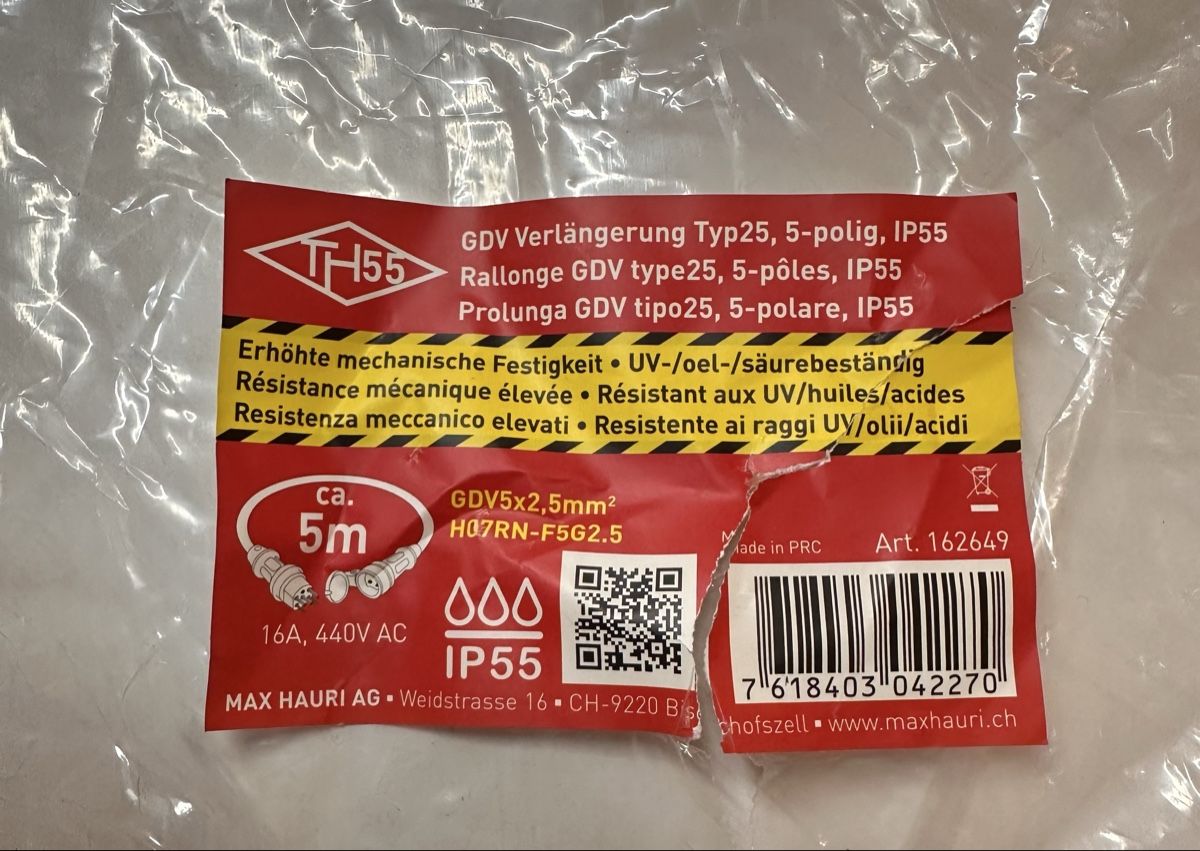 TH55
GDV Verlängerung Typ25, 5-polig, IP55
Rallonge GDV type25, 5-pôles, IP55
Prolunga GDV tipo25, 5-polare, IP55
Erhöhte mechanische Festigkeit • UV-/oel-/säurebeständig
Résistance mécanique élevée • Résistant aux UV/huiles/acides
Resistenza meccanico elevati • Resistente ai raggi UV/olii/acidi
ca.
5m
16A, 440V AC
GDV5x2,5mm²
H07RN-F5G2.5
IP55
Made in PRC
Art. 162649
7 618403 042270
MAX HAURI AG ▪ Weidstrasse 16 ▪ CH-9220 Bischofszell ▪ www.maxhauri.ch